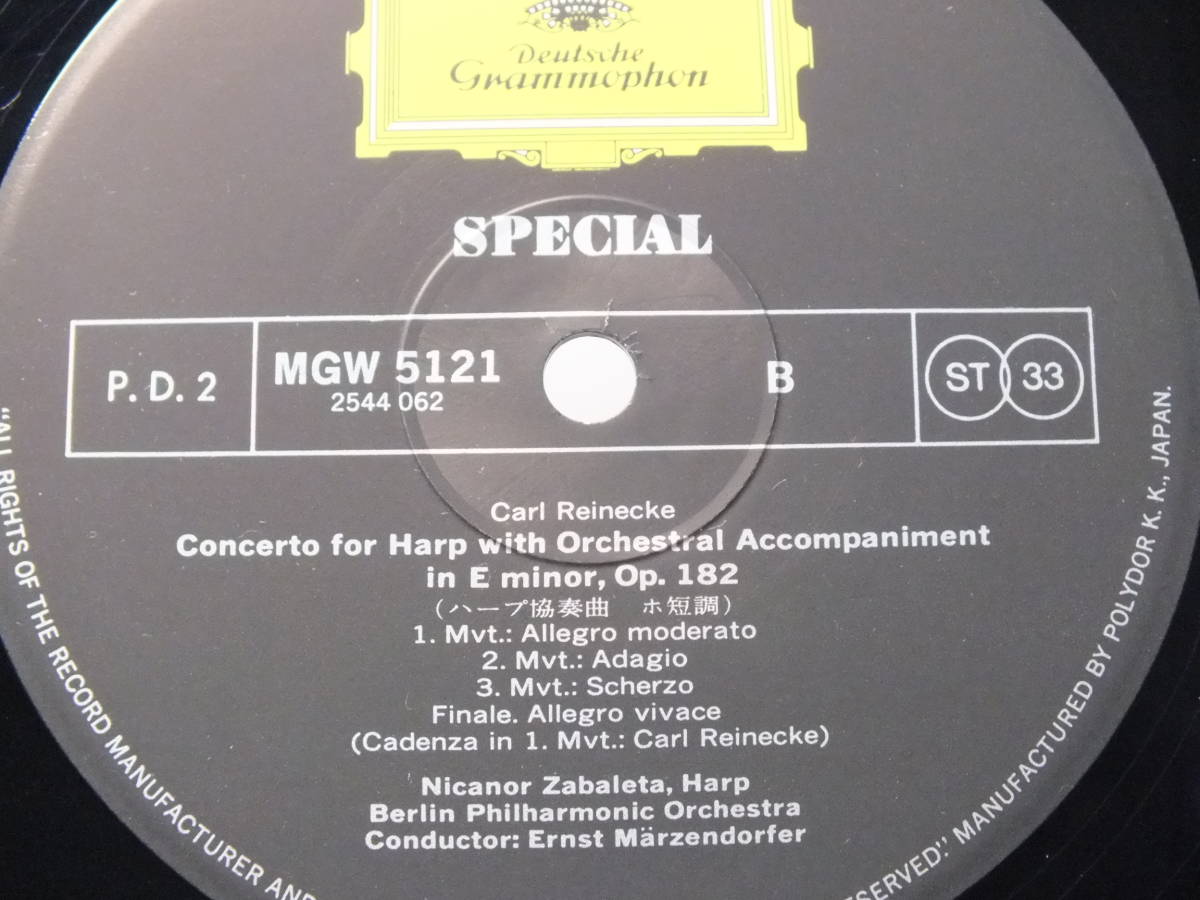 Deutsche
Grammophon
SPECIAL
P. D. 2
MGW 5121
2544 062
B
ST 33
Carl Reinecke
Concerto for Harp with Orchestral Accompaniment
in E minor, Op. 182
(ハープ協奏曲 ホ短調)
1. Mvt.: Allegro moderato
2. Mvt.: Adagio
3. Mvt.: Scherzo
Finale. Allegro vivace
(Cadenza in 1. Mvt.: Carl Reinecke)
Nicanor Zabaleta, Harp
Berlin Philharmonic Orchestra
Conductor: Ernst Märzendorfer
"ALL RIGHTS OF THE RECORD MANUFACTURER AND
ESERVED." MANUFACTURED BY POLYDOR K. K., JAPAN.